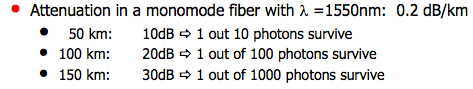 • Attenuation in a monomode fiber with λ =1550nm: 0.2 dB/km
• 50 km: 10dB ⇨ 1 out 10 photons survive
• 100 km: 20dB ⇨ 1 out of 100 photons survive
• 150 km: 30dB ⇨ 1 out of 1000 photons survive